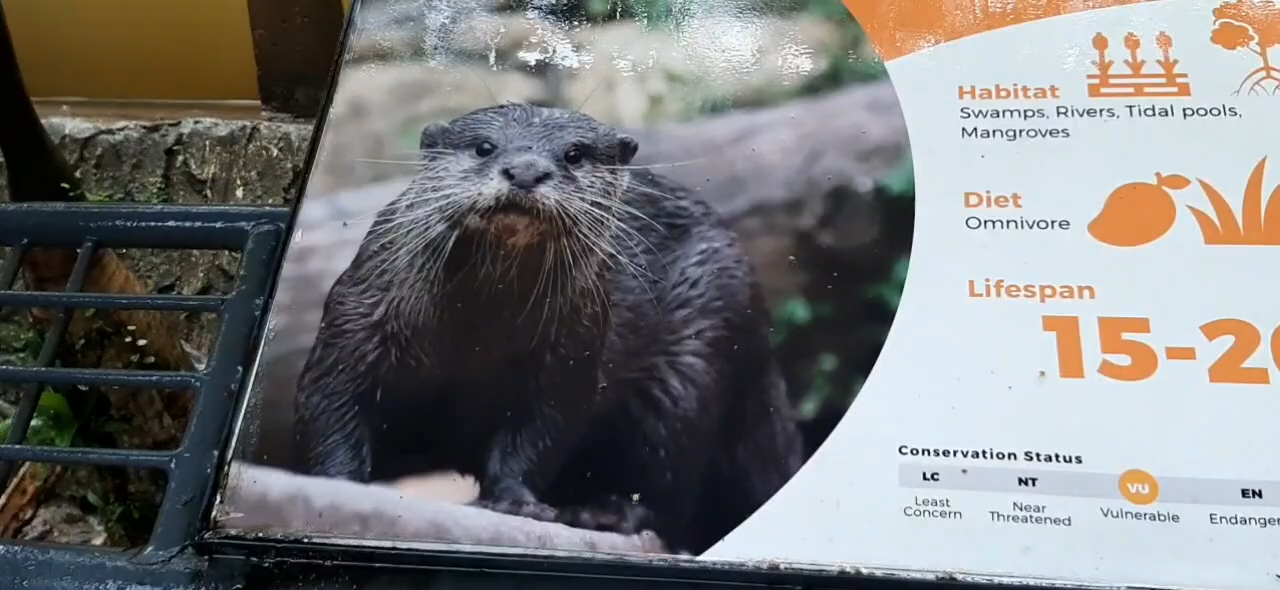 Habitat
Swamps, Rivers, Tidal pools,
Mangroves
Diet
Omnivore
Lifespan
15-20
Conservation Status
LC
NT
VU
EN
Least
Concern
Near
Threatened
Vulnerable